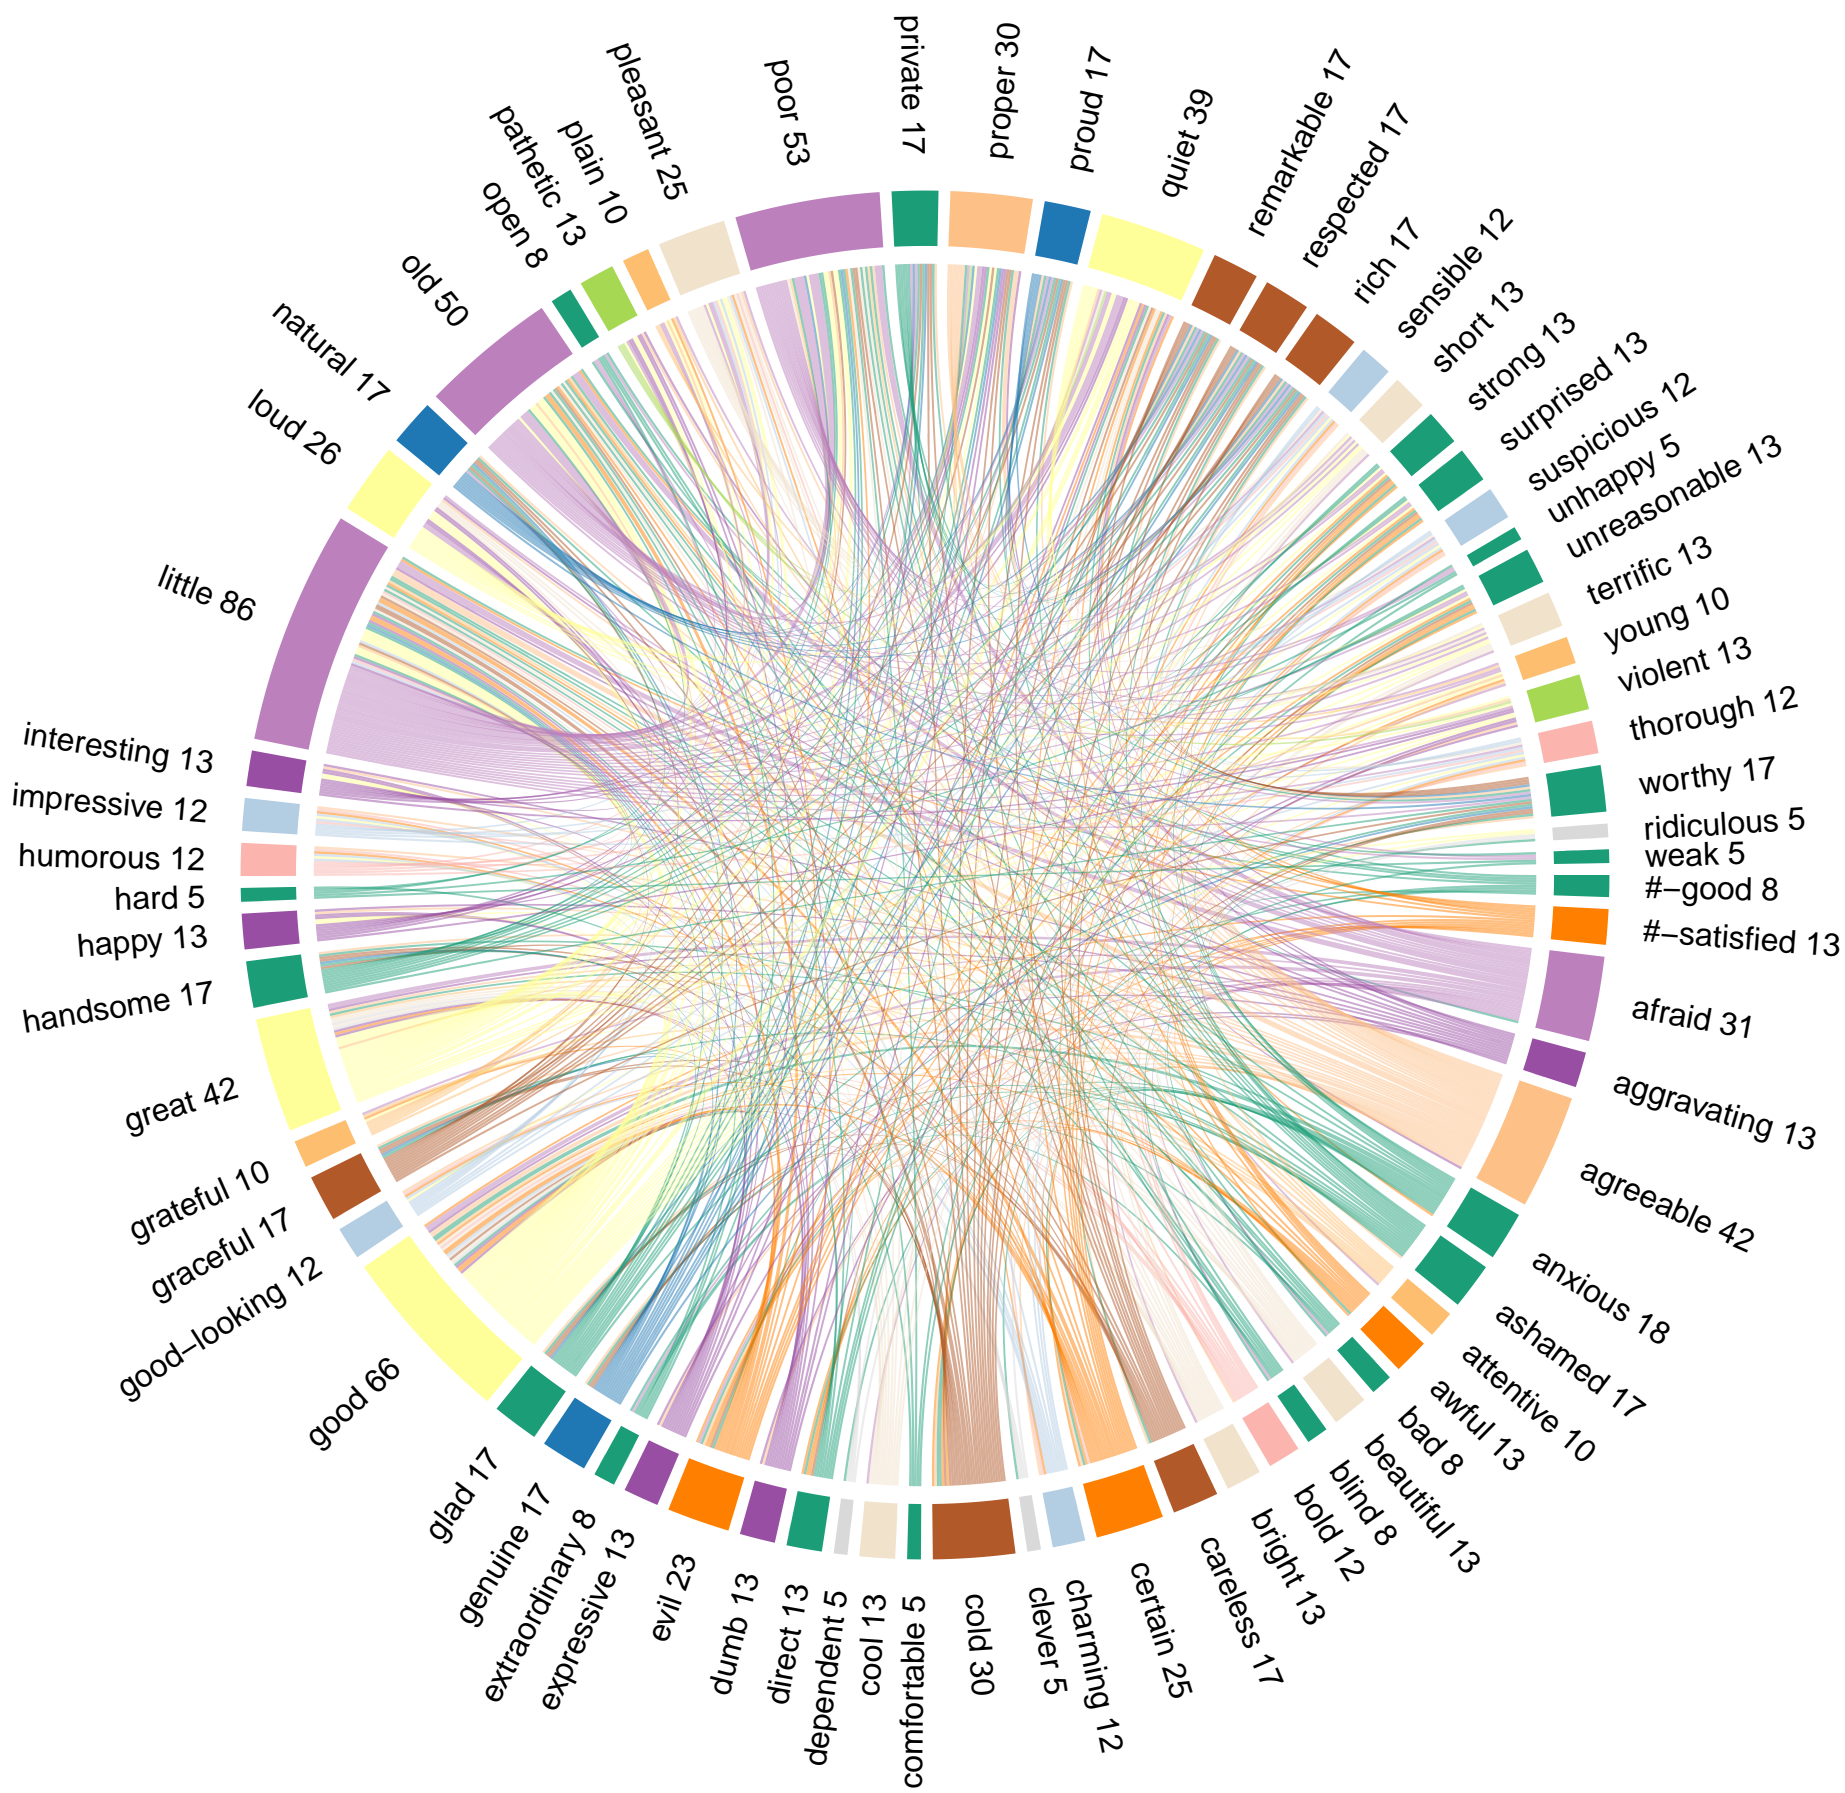 private 17
proper 30
proud 17
quiet 39
remarkable 17
respected 17
rich 17
sensible 12
short 13
strong 13
surprised 13
suspicious 12
unhappy 5
unreasonable 13
terrific 13
young 10
violent 13
thorough 12
worthy 17
ridiculous 5
weak 5
#–good 8
#–satisfied 13
afraid 31
aggravating 13
agreeable 42
anxious 18
ashamed 17
attentive 10
awful 13
bad 8
beautiful 13
blind 8
bold 12
bright 13
careless 17
certain 25
charming 12
clever 5
cold 30
comfortable 5
cool 13
dependent 5
direct 13
dumb 13
evil 23
expressive 13
extraordinary 8
genuine 17
glad 17
good 66
good–looking 12
graceful 17
grateful 10
great 42
handsome 17
happy 13
hard 5
humorous 12
impressive 12
interesting 13
little 86
loud 26
natural 17
old 50
open 8
pathetic 13
plain 10
pleasant 25
poor 53